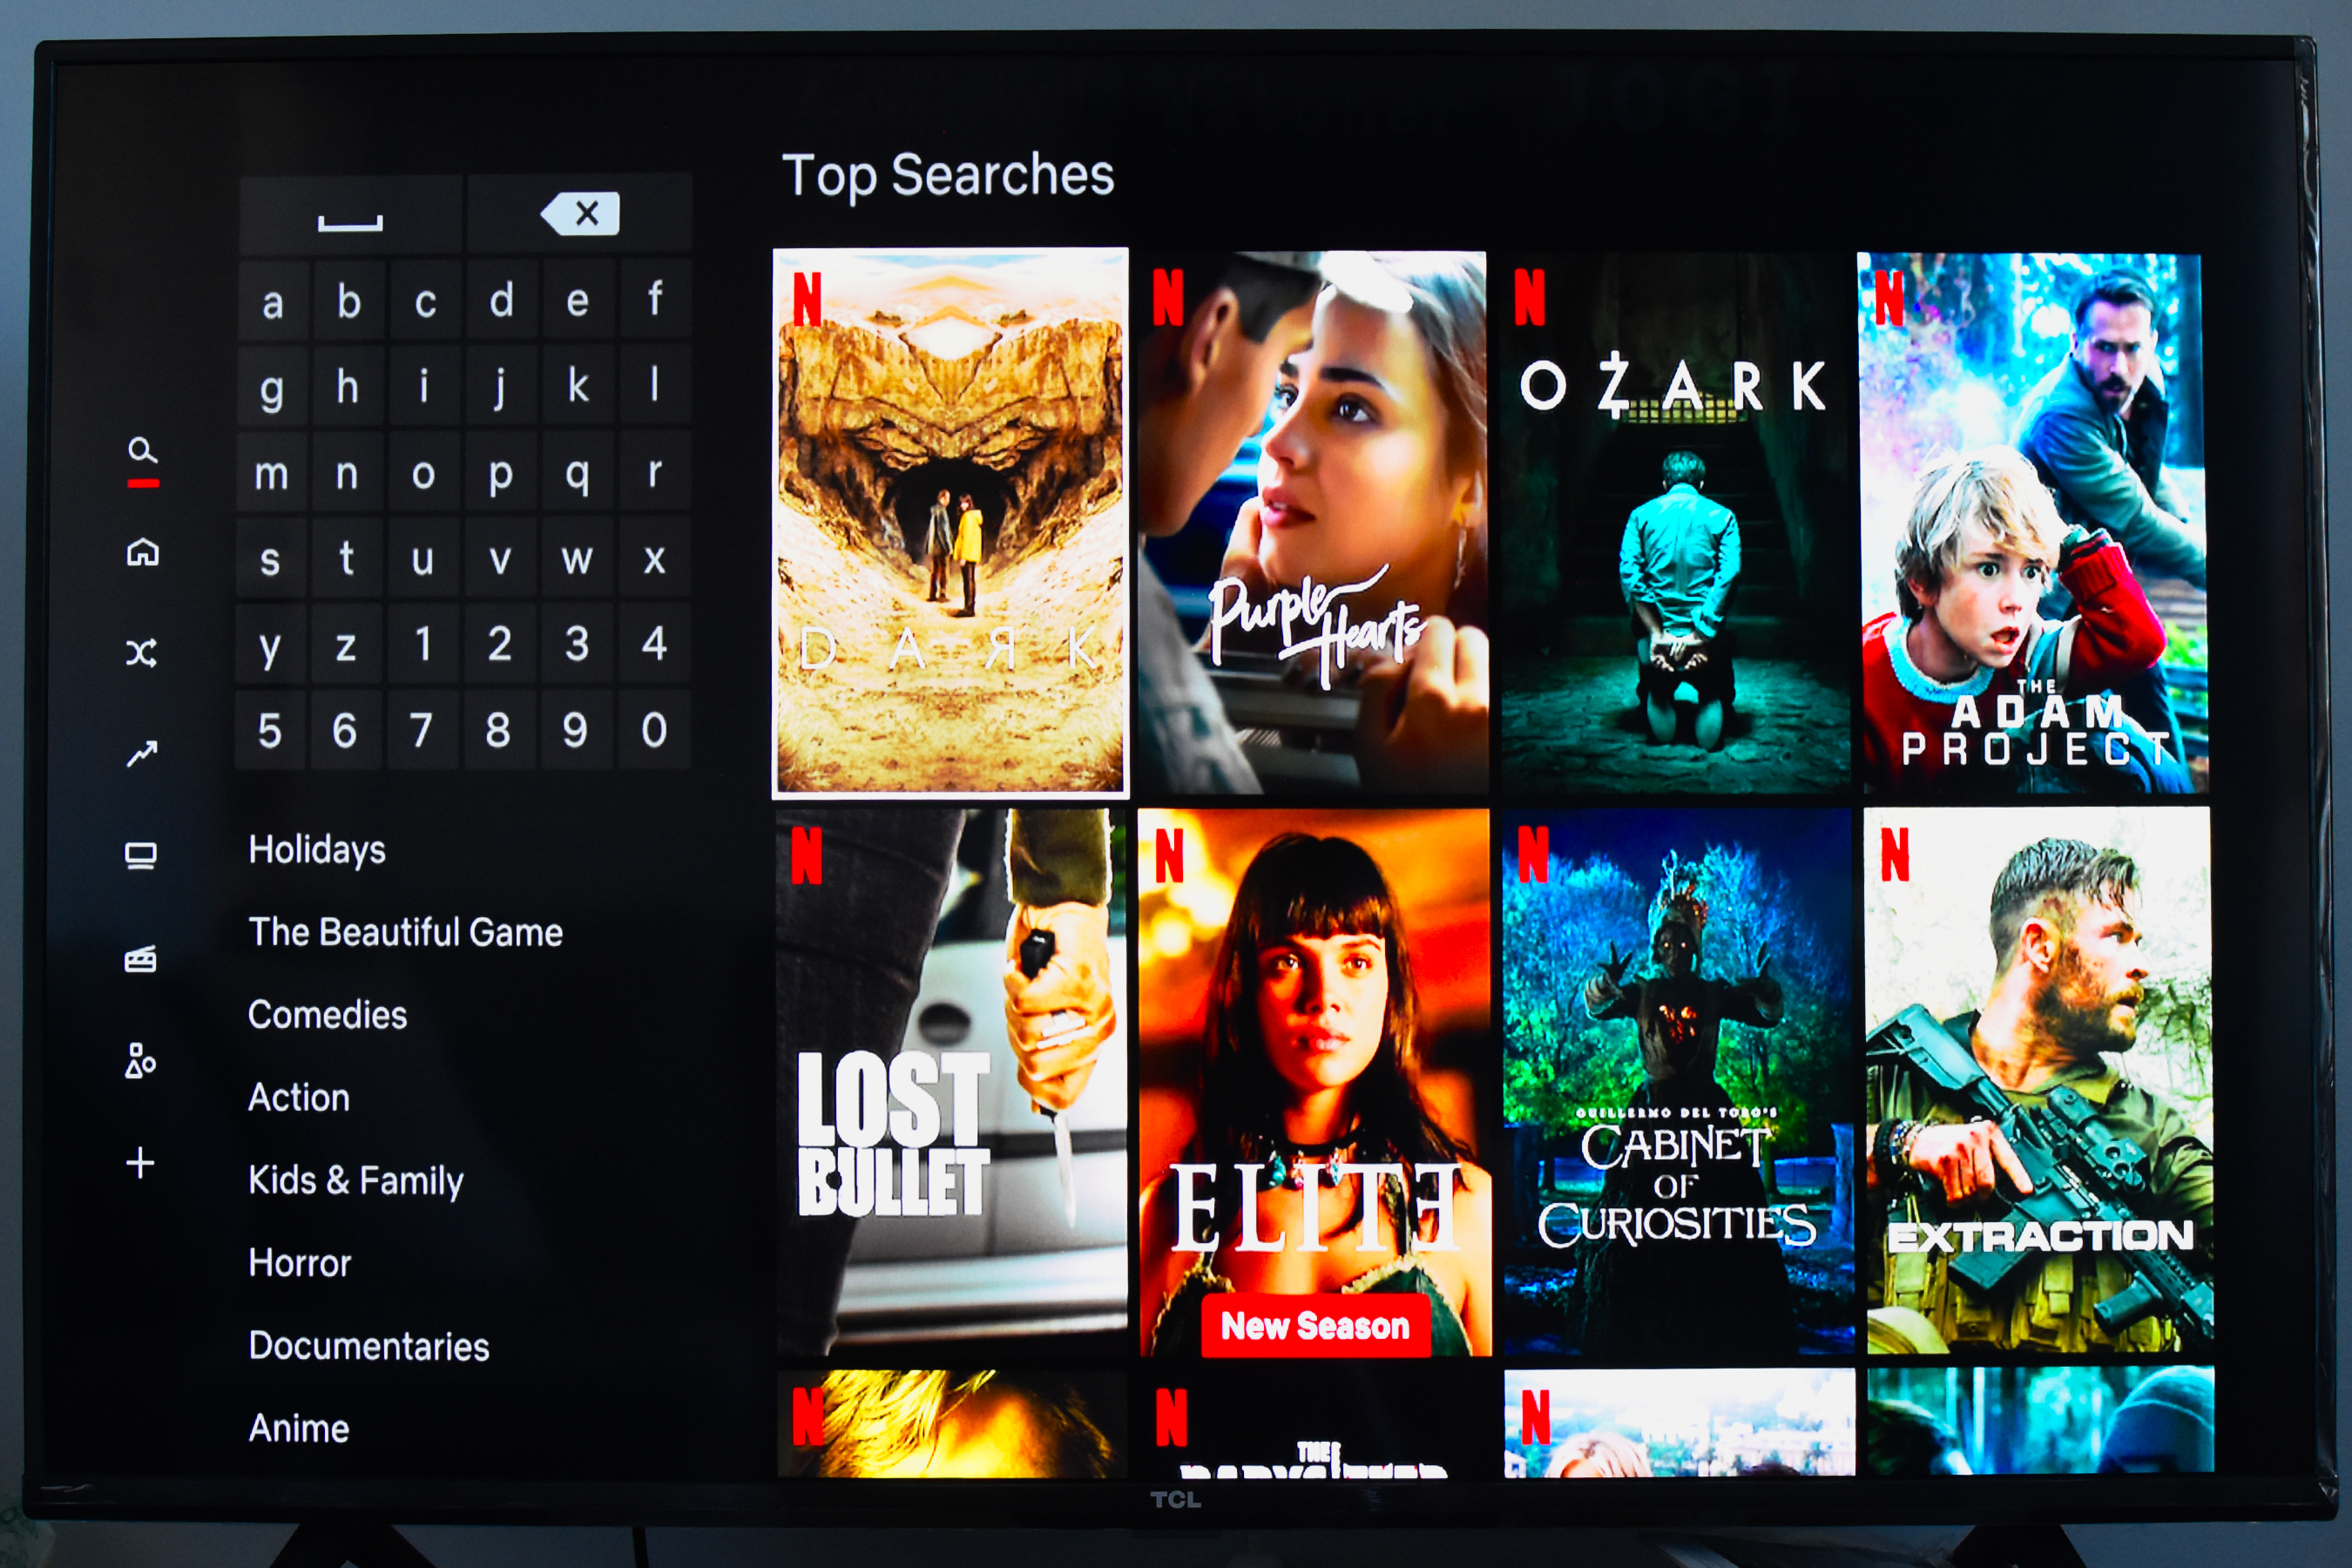 Top Searches
a b c d e f
g h i j k l
m n o p q r
s t u v w x
y z 1 2 3 4
5 6 7 8 9 0
Holidays
The Beautiful Game
Comedies
Action
Kids & Family
Horror
Documentaries
Anime
N
DARK
N
Purple
Hearts
N
OZARK
N
THE
ADAM
PROJECT
N
LOST
BULLET
N
ELITE
New Season
N
GUILLERMO DEL TORO'S
CABINET
OF
CURIOSITIES
N
EXTRACTION
N
N
THE
N
TCL